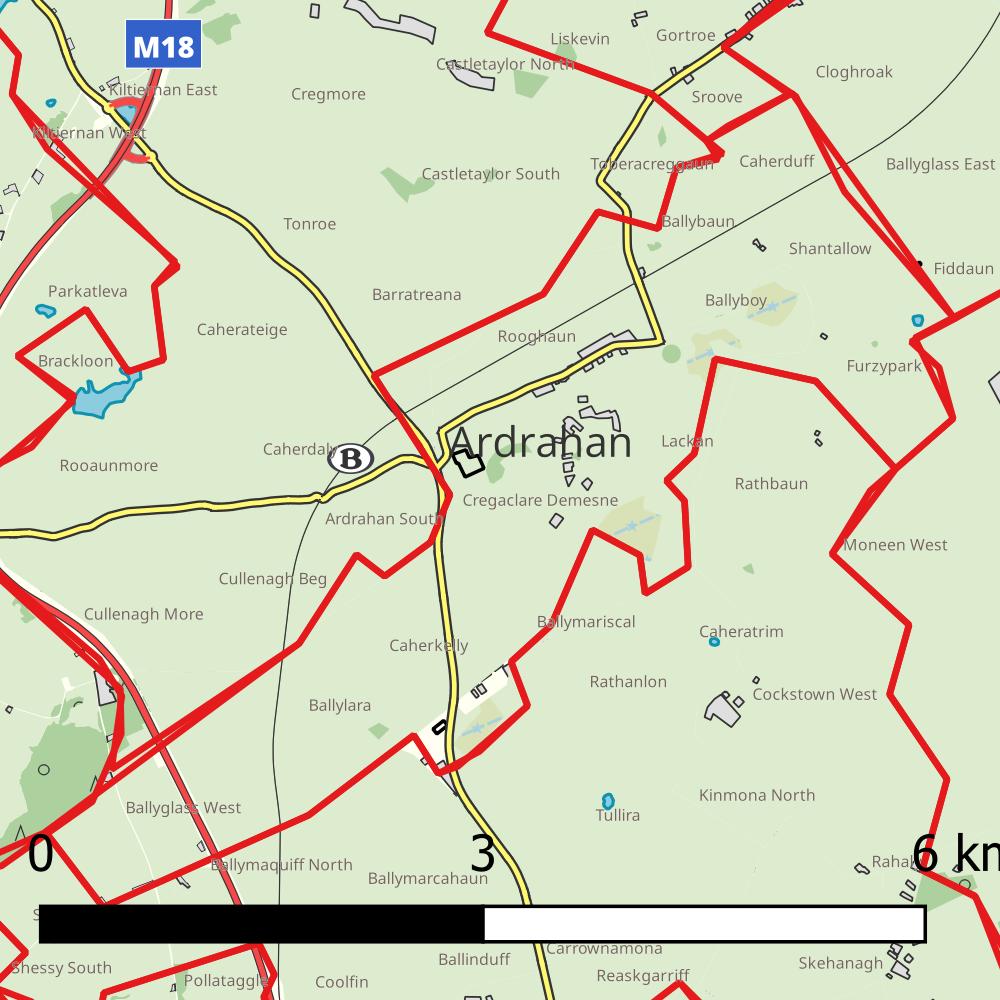 Liskevin
Gortroe
M18
Castletaylor North
Cloghroak
Kiltiernan East
Cregmore
Sroove
Kiltiernan West
Toberacreggaun
Caherduff
Ballyglass East
Castletaylor South
Tonroe
Ballybaun
Shantallow
Fiddaun
Parkatleva
Barratreana
Ballyboy
Caherateige
Rooghaun
Brackloon
Furzypark
Ardrahan
Lackan
Caherdaly
B
Rooaunmore
Rathbaun
Cregaclare Demesne
Ardrahan South
Moneen West
Cullenagh Beg
Cullenagh More
Ballymariscal
Caheratrim
Caherkelly
Rathanlon
Cockstown West
Ballylara
Kinmona North
Ballyglass West
Tullira
0
3
6 km
Ballymaquiff North
Ballymarcahaun
Carrownamona
Ballinduff
Skehanagh
Shessy South
Pollataggle
Coolfin
Reaskgarriff